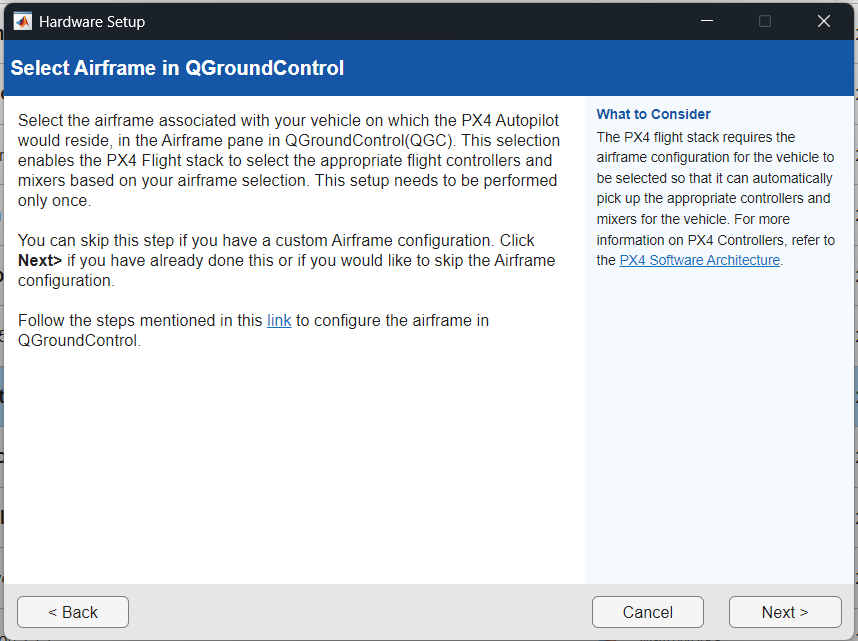 Hardware Setup
Select Airframe in QGroundControl
Select the airframe associated with your vehicle on which the PX4 Autopilot
would reside, in the Airframe pane in QGroundControl(QGC). This selection
enables the PX4 Flight stack to select the appropriate flight controllers and
mixers based on your airframe selection. This setup needs to be performed
only once.
You can skip this step if you have a custom Airframe configuration. Click
Next> if you have already done this or if you would like to skip the Airframe
configuration.
Follow the steps mentioned in this link to configure the airframe in
QGroundControl.
What to Consider
The PX4 flight stack requires the
airframe configuration for the vehicle to
be selected so that it can automatically
pick up the appropriate controllers and
mixers for the vehicle. For more
information on PX4 Controllers, refer to
the PX4 Software Architecture.
< Back
Cancel
Next >